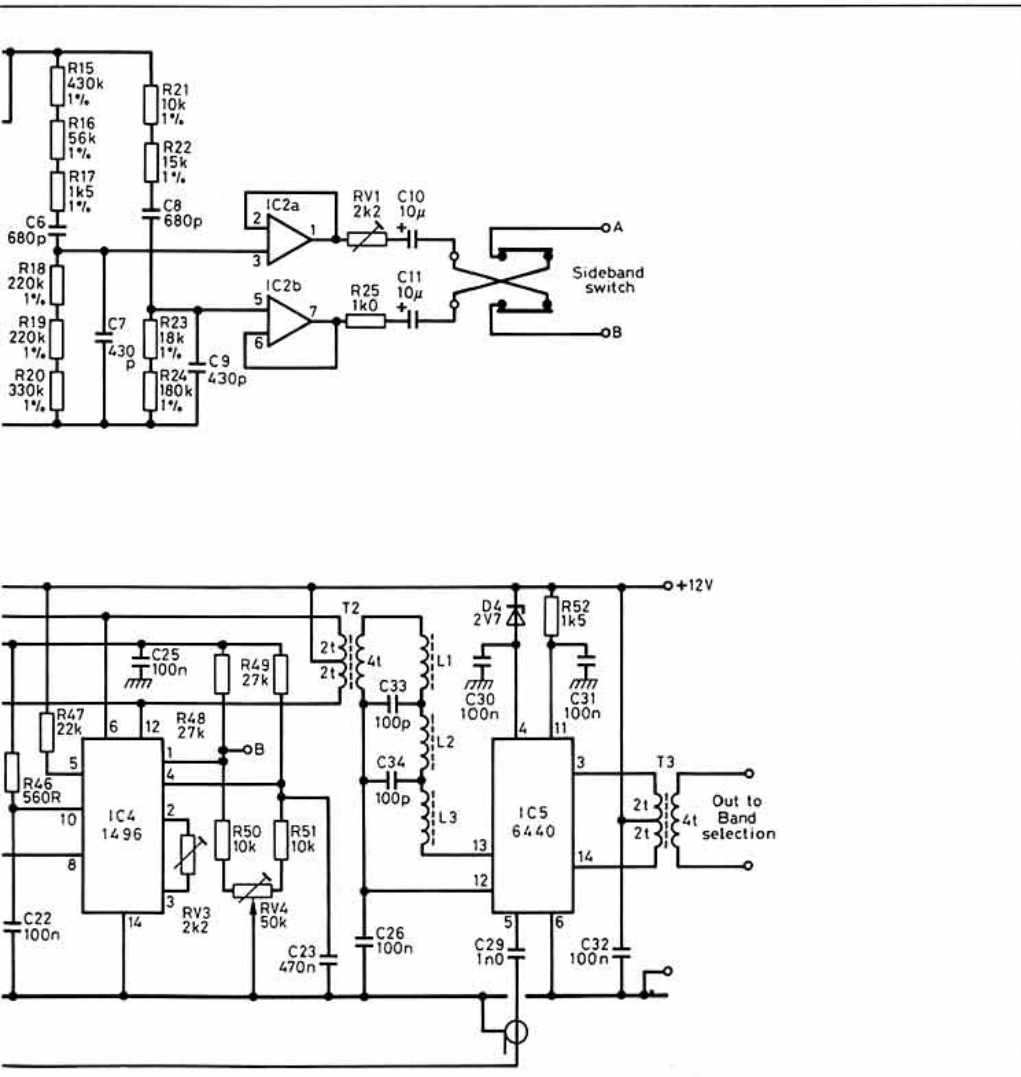 R15
430k
1%
R16
56k
1%
R17
1k5
1%
C6
680p
R18
220k
1%
R19
220k
1%
R20
330k
1%
C7
430
p
R21
10k
1%
R22
15k
1%
C8
680p
R23
18k
1%
R24
180k
1%
C9
430p
IC2a
2
3
1
IC2b
5
6
7
RV1
2k2
C10
+
10µ
R25
1k0
C11
+
10µ
A
Sideband
switch
B
+12V
T2
2t
2t
4t
C25
100n
R49
27k
R48
27k
R47
22k
R46
560R
C22
100n
IC4
1496
6
12
5
10
8
1
4
2
3
14
B
RV3
2k2
R50
10k
R51
10k
RV4
50k
C23
470n
C33
100p
C34
100p
L1
L2
L3
C26
100n
D4
2V7
R52
1k5
C30
100n
C31
100n
IC5
6440
4
11
3
14
13
12
5
6
C29
1n0
C32
100n
T3
2t
2t
4t
Out to
Band
selection